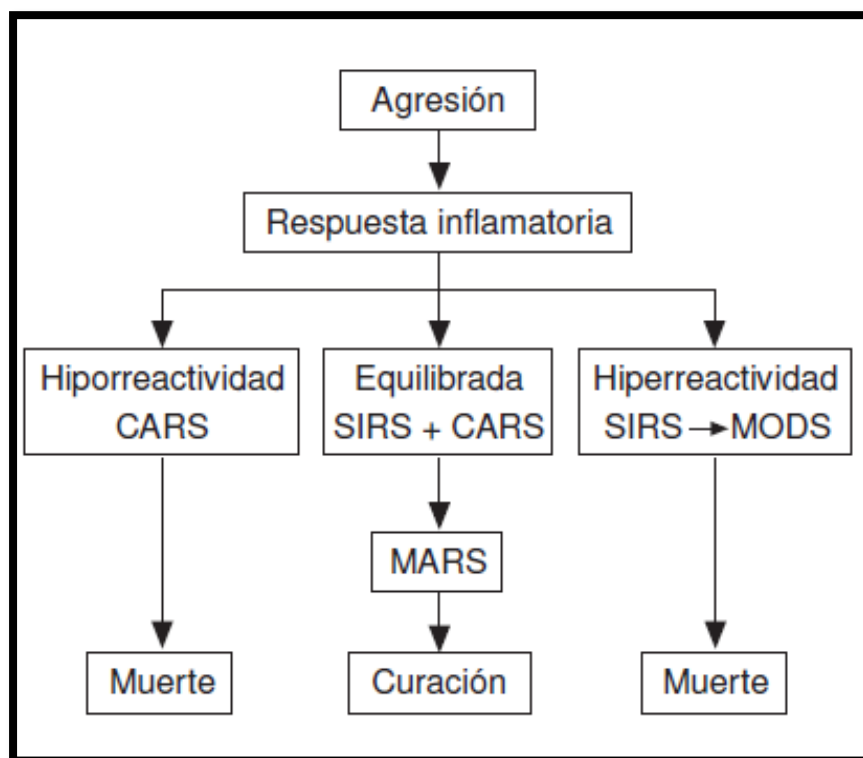 Agresión
Respuesta inflamatoria
Hiporreactividad
CARS
Equilibrada
SIRS + CARS
Hiperreactividad
SIRS → MODS
MARS
Muerte
Curación
Muerte